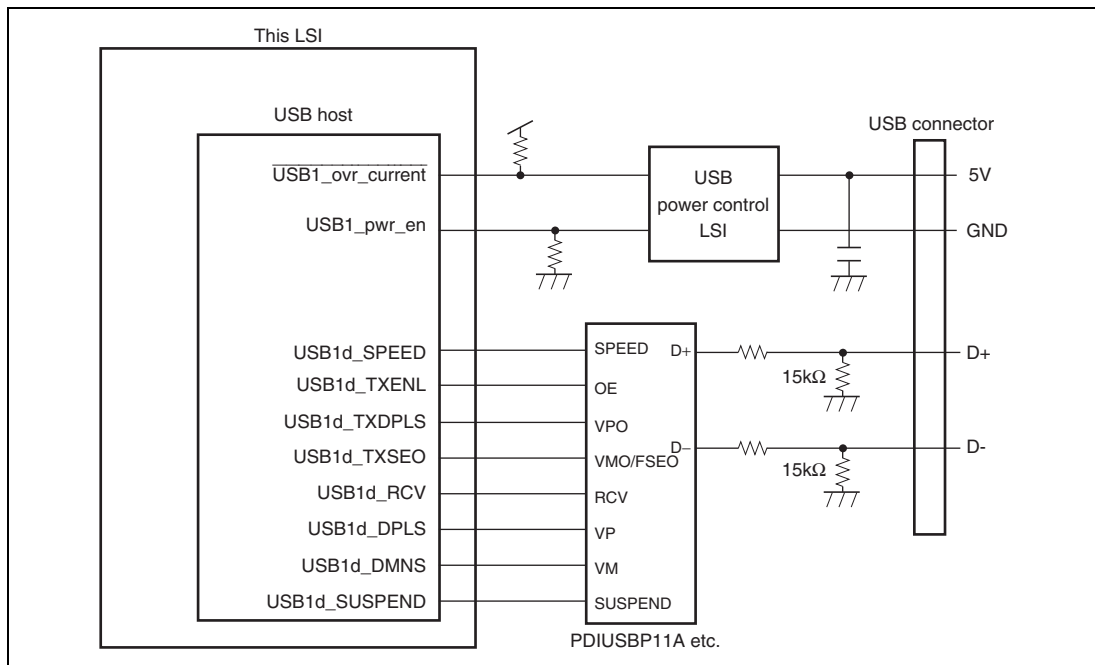 This LSI
USB host
USB connector
USB1_ovr_current
USB1_pwr_en
USB
power control
LSI
5V
GND
USB1d_SPEED
USB1d_TXENL
USB1d_TXDPLS
USB1d_TXSEO
USB1d_RCV
USB1d_DPLS
USB1d_DMNS
USB1d_SUSPEND
SPEED
OE
VPO
VMO/FSEO
RCV
VP
VM
SUSPEND
D+
D−
PDIUSBP11A etc.
15kΩ
15kΩ
D+
D-